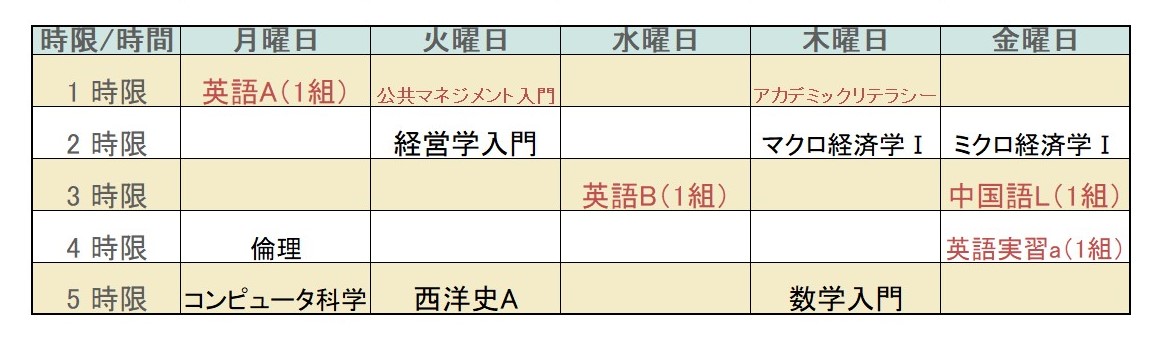 時限/時間 月曜日 火曜日 水曜日 木曜日 金曜日
1 時限 英語A(1組) 公共マネジメント入門 アカデミックリテラシー
2 時限 経営学入門 マクロ経済学Ⅰ ミクロ経済学Ⅰ
3 時限 英語B(1組) 中国語L(1組)
4 時限 倫理 英語実習a(1組)
5 時限 コンピュータ科学 西洋史A 数学入門